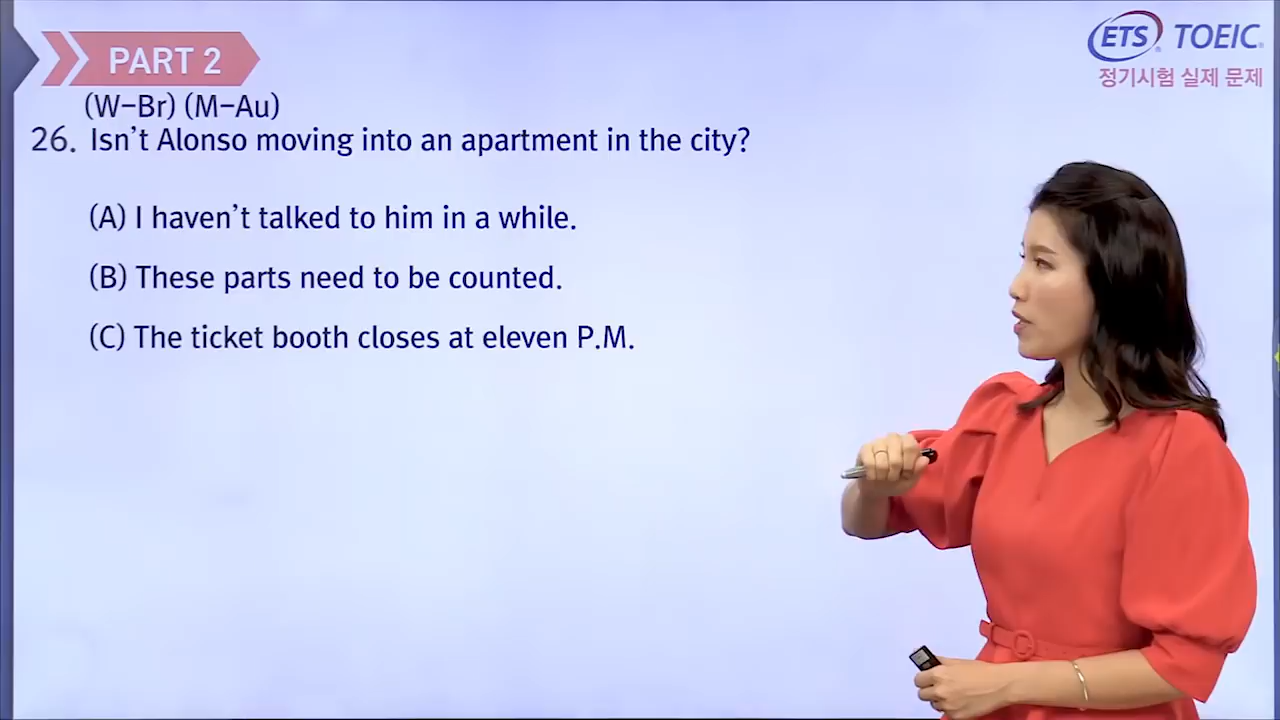 PART 2
ETS TOEIC
정기시험 실제 문제
(W-Br) (M-Au)
26. Isn't Alonso moving into an apartment in the city?
(A) I haven't talked to him in a while.
(B) These parts need to be counted.
(C) The ticket booth closes at eleven P.M.